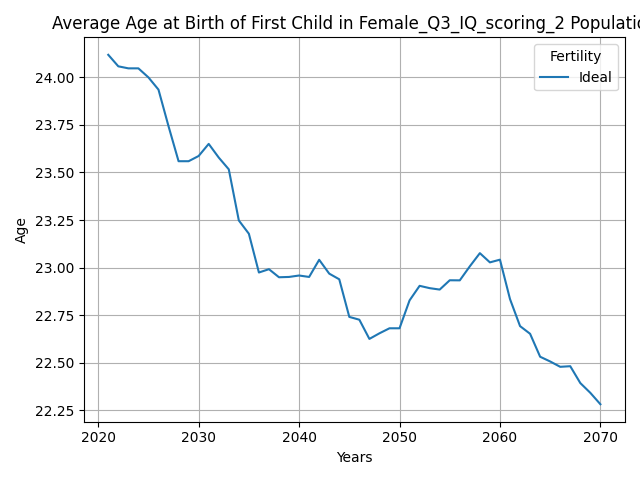 Average Age at Birth of First Child in Female_Q3_IQ_scoring_2 Populatio
Fertility
Ideal
Age
24.00
23.75
23.50
23.25
23.00
22.75
22.50
22.25
2020 2030 2040 2050 2060 2070
Years